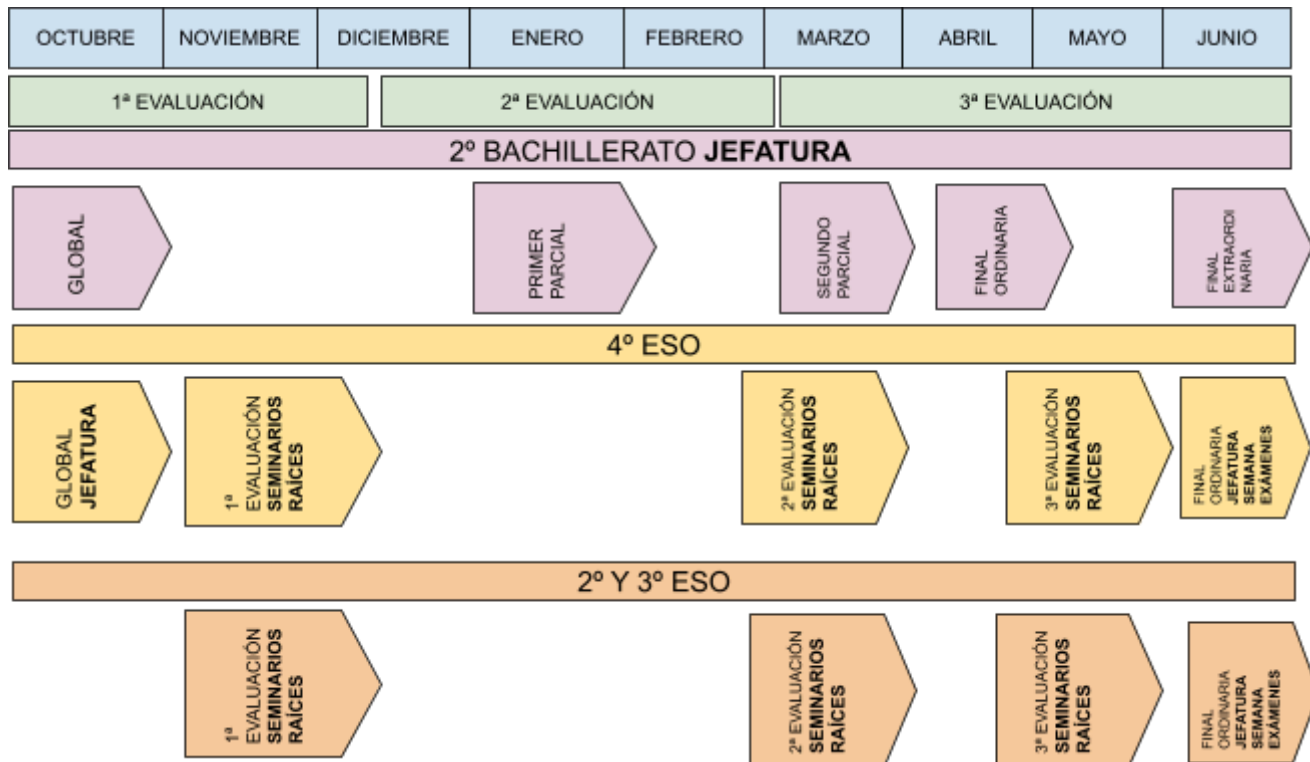 OCTUBRE NOVIEMBRE DICIEMBRE ENERO FEBRERO MARZO ABRIL MAYO JUNIO
1ª EVALUACIÓN 2ª EVALUACIÓN 3ª EVALUACIÓN
2º BACHILLERATO JEFATURA
GLOBAL
PRIMER
PARCIAL
SEGUNDO
PARCIAL
FINAL
ORDINARIA
FINAL
EXTRAORDI
NARIA
4º ESO
GLOBAL
JEFATURA
1ª
EVALUACIÓN
SEMINARIOS
RAÍCES
2ª EVALUACIÓN
SEMINARIOS
RAÍCES
3ª EVALUACIÓN
SEMINARIOS
RAÍCES
FINAL
ORDINARIA
JEFATURA
SEMANA
EXÁMENES
2º Y 3º ESO
1ª
EVALUACIÓN
SEMINARIOS
RAÍCES
2ª EVALUACIÓN
SEMINARIOS
RAÍCES
3ª EVALUACIÓN
SEMINARIOS
RAÍCES
FINAL
ORDINARIA
JEFATURA
SEMANA
EXÁMENES